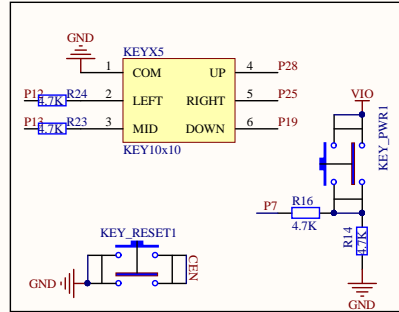 GND
KEYX5
1 COM UP 4 P28
P12 4.7K R24 2 LEFT RIGHT 5 P25
P13 4.7K R23 3 MID DOWN 6 P19
KEY10x10
VIO
KEY_PWR1
P7 R16 4.7K
R14 4.7K
GND
KEY_RESET1
GND CEN